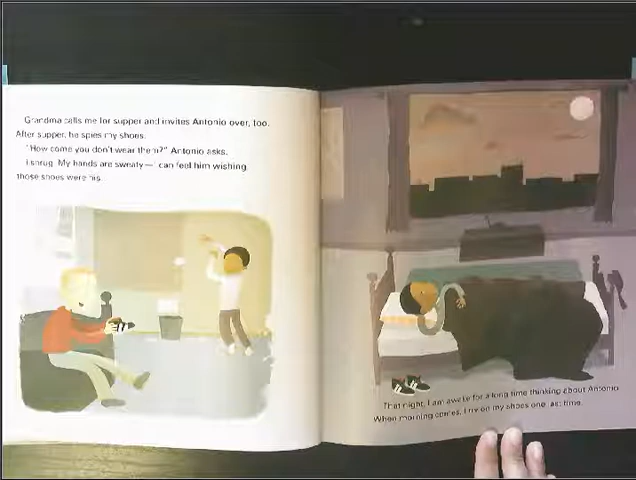 Grandma calls me for supper and invites Antonio over, too.
After supper, he spies my shoes.
"How come you don't wear them?" Antonio asks.
I shrug. My hands are sweaty — I can feel him wishing
those shoes were his.
That night, I am awake for a long time thinking about Antonio.
When morning comes, I try on my shoes one last time.